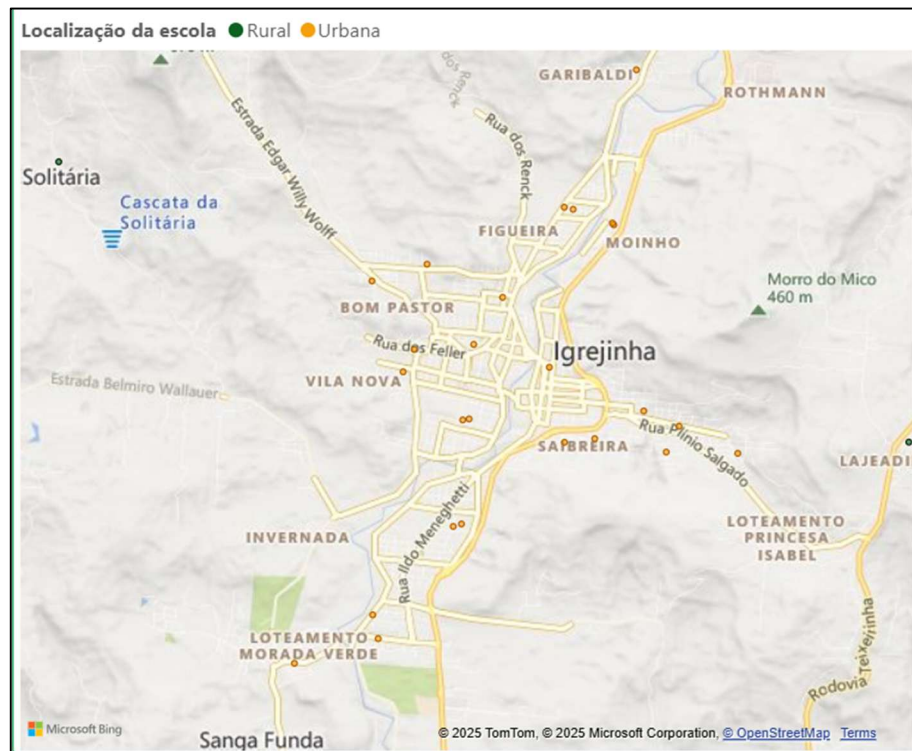 Localização da escola Rural Urbana
GARIBALDI
ROTHMANN
dos Renck
Estrada Edgar Willy Wolff
Rua dos Renck
Solitária
Cascata da
Solitária
FIGUEIRA
MOINHO
Morro do Mico
460 m
BOM PASTOR
Rua dos Feller
Igrejinha
VILA NOVA
Estrada Belmiro Wallauer
SAIBREIRA
Rua Plínio Salgado
LAJEADI
Rua Ildo Meneghetti
LOTEAMENTO
PRINCESA
ISABEL
INVERNADA
LOTEAMENTO
MORADA VERDE
Rodovia Teixeirinha
Microsoft Bing
Sanga Funda
© 2025 TomTom, © 2025 Microsoft Corporation, © OpenStreetMap Terms